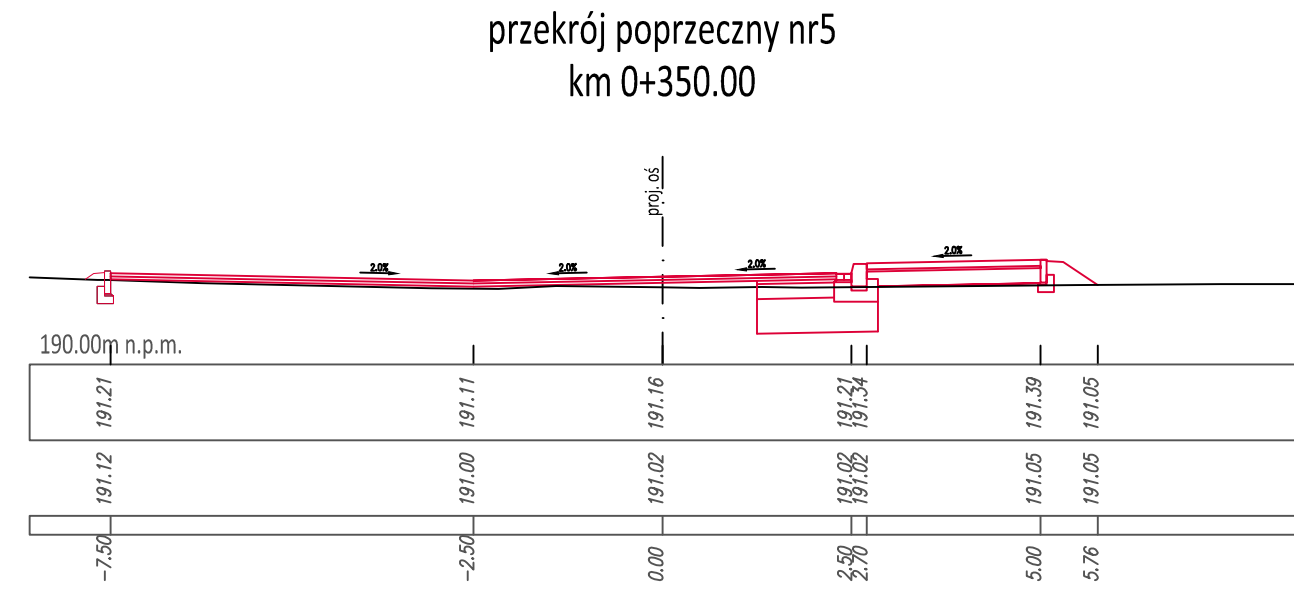 przekrój poprzeczny nr5
km 0+350.00
proj. oś
2.0% 2.0% 2.0% 2.0%
190.00m n.p.m.
191.21 191.11 191.16 191.21 191.34 191.39 191.05
191.12 191.00 191.02 191.02 191.02 191.05 191.05
-7.50 -2.50 0.00 2.50 2.70 5.00 5.76